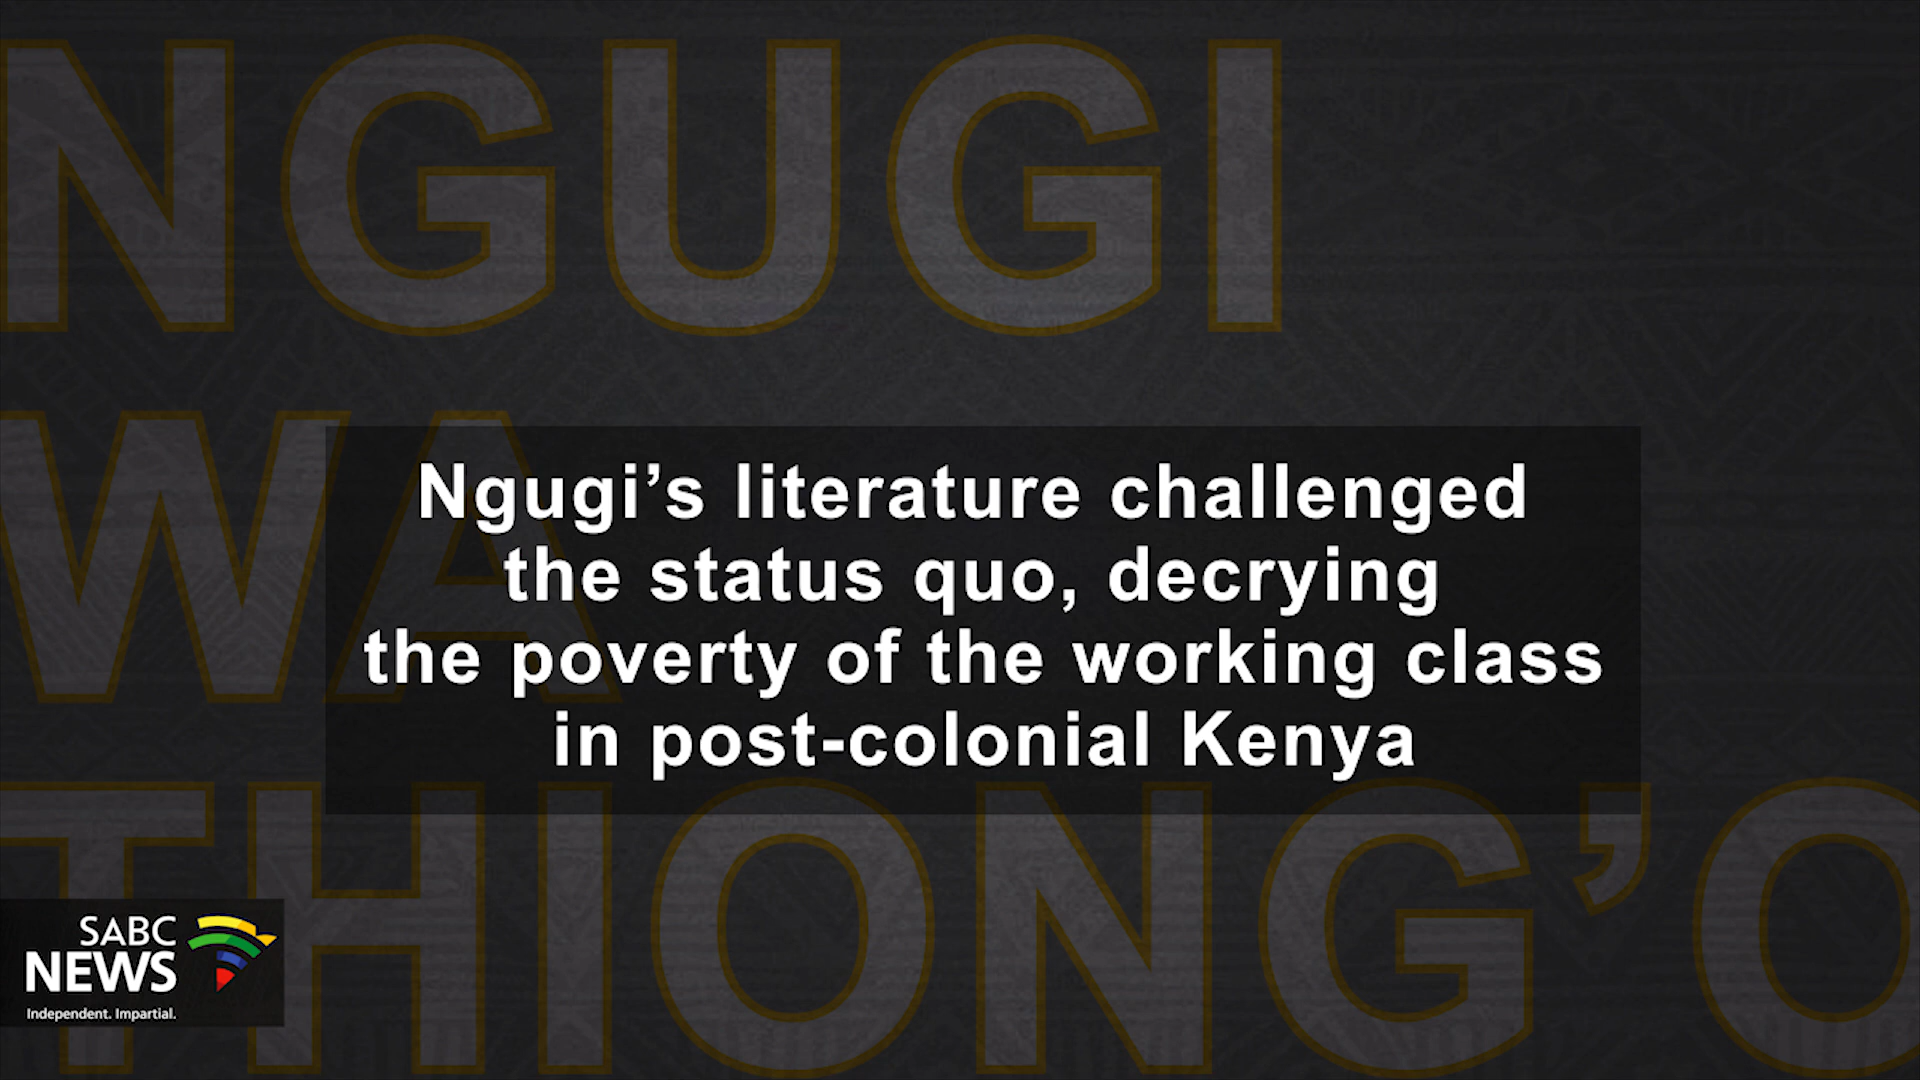 NGUGI
WA
THIONG’O
Ngugi’s literature challenged
the status quo, decrying
the poverty of the working class
in post-colonial Kenya
SABC
NEWS
Independent. Impartial.